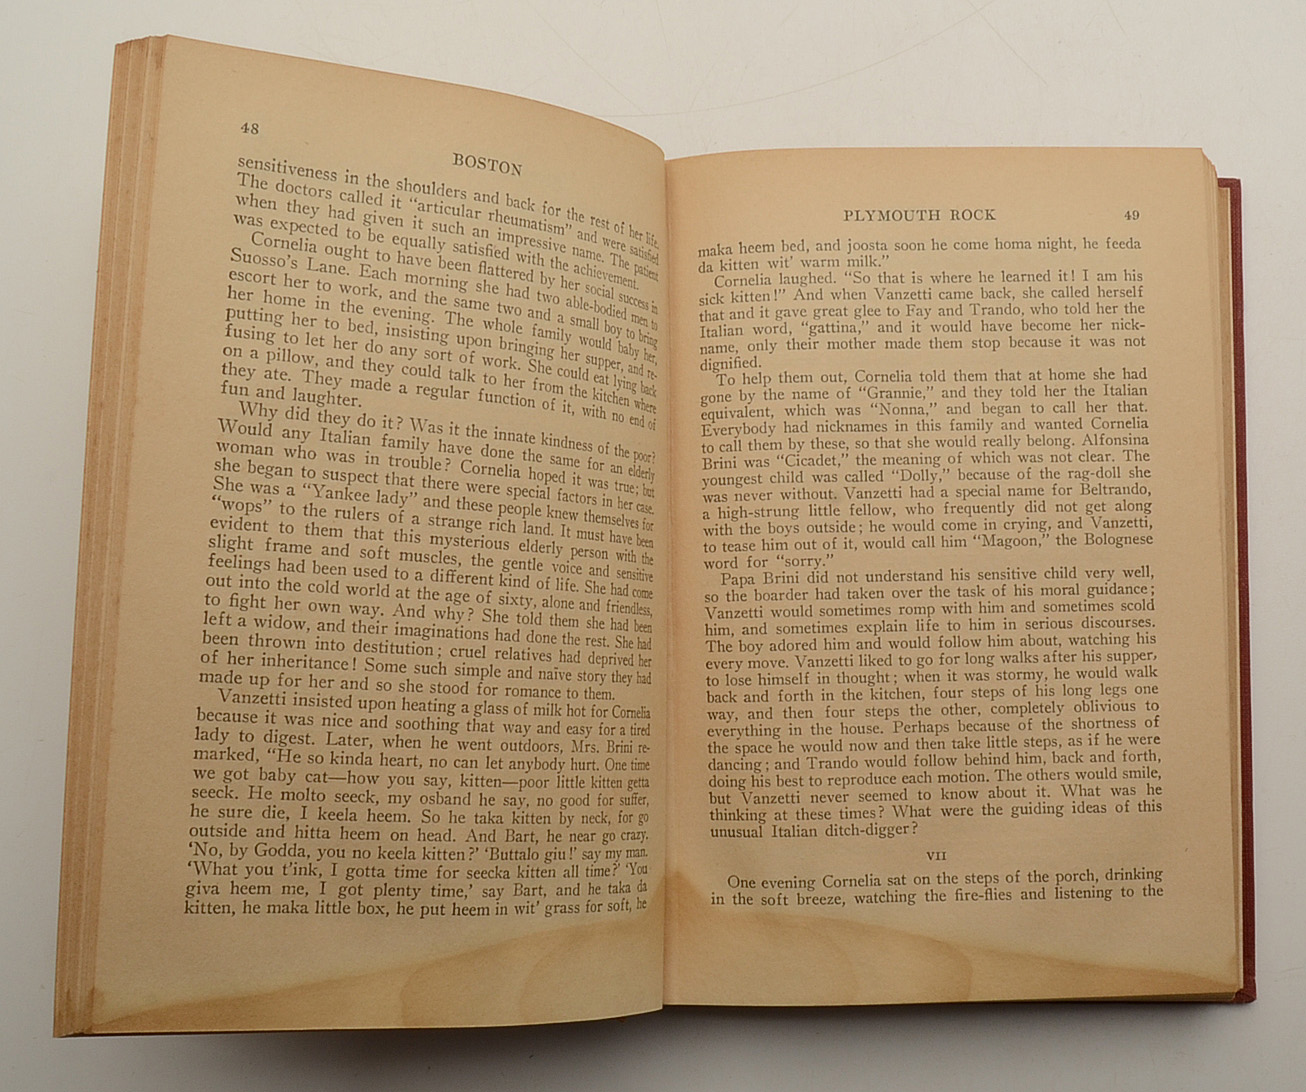 48
BOSTON
sensitiveness in the shoulders and back for the rest of her life.
The doctors called it “articular rheumatism” and were satisfied
when they had given it such an impressive name. The patient
was expected to be equally satisfied with the achievement.
Cornelia ought to have been flattered by her social success in
Suosso's Lane. Each morning she had two able-bodied men to
escort her to work, and the same two and a small boy to bring
her home in the evening. The whole family would baby her,
putting her to bed, insisting upon bringing her supper, and re-
fusing to let her do any sort of work. She could eat lying back
on a pillow, and they could talk to her from the kitchen where
they ate. They made a regular function of it, with no end of
fun and laughter.
Why did they do it? Was it the innate kindness of the poor?
Would any Italian family have done the same for an elderly
woman who was in trouble? Cornelia hoped it was true; but
she began to suspect that there were special factors in her case.
She was a “Yankee lady” and these people knew themselves for
“wops” to the rulers of a strange rich land. It must have been
evident to them that this mysterious elderly person with the
slight frame and soft muscles, the gentle voice and sensitive
feelings had been used to a different kind of life. She had come
out into the cold world at the age of sixty, alone and friendless,
to fight her own way. And why? She told them she had been
left a widow, and their imaginations had done the rest. She had
been thrown into destitution; cruel relatives had deprived her
of her inheritance! Some such simple and naïve story they had
made up for her and so she stood for romance to them.
Vanzetti insisted upon heating a glass of milk hot for Cornelia
because it was nice and soothing that way and easy for a tired
lady to digest. Later, when he went outdoors, Mrs. Brini re-
marked, “He so kinda heart, no can let anybody hurt. One time
we got baby cat—how you say, kitten—poor little kitten getta
seeck. He molto seeck, my osband he say, no good for suffer,
he sure die, I keela heem. So he taka kitten by neck, for go
outside and hitta heem on head. And Bart, he near go crazy.
‘No, by Godda, you no keela kitten?’ ‘Buttalo giu!’ say my man.
‘What you t'ink, I gotta time for seecka kitten all time?’ ‘You
giva heem me, I got plenty time,’ say Bart, and he taka da
kitten, he maka little box, he put heem in wit’ grass for soft, he
PLYMOUTH ROCK
49
maka heem bed, and joosta soon he come homa night, he feeda
da kitten wit’ warm milk.”
Cornelia laughed. “So that is where he learned it! I am his
sick kitten!” And when Vanzetti came back, she called herself
that and it gave great glee to Fay and Trando, who told her the
Italian word, “gattina,” and it would have become her nick-
name, only their mother made them stop because it was not
dignified.
To help them out, Cornelia told them that at home she had
gone by the name of “Grannie,” and they told her the Italian
equivalent, which was “Nonna,” and began to call her that.
Everybody had nicknames in this family and wanted Cornelia
to call them by these, so that she would really belong. Alfonsina
Brini was “Cicadet,” the meaning of which was not clear. The
youngest child was called “Dolly,” because of the rag-doll she
was never without. Vanzetti had a special name for Beltrando,
a high-strung little fellow, who frequently did not get along
with the boys outside; he would come in crying, and Vanzetti,
to tease him out of it, would call him “Magoon,” the Bolognese
word for “sorry.”
Papa Brini did not understand his sensitive child very well,
so the boarder had taken over the task of his moral guidance;
Vanzetti would sometimes romp with him and sometimes scold
him, and sometimes explain life to him in serious discourses.
The boy adored him and would follow him about, watching his
every move. Vanzetti liked to go for long walks after his supper,
to lose himself in thought; when it was stormy, he would walk
back and forth in the kitchen, four steps of his long legs one
way, and then four steps the other, completely oblivious to
everything in the house. Perhaps because of the shortness of
the space he would now and then take little steps, as if he were
dancing; and Trando would follow behind him, back and forth,
doing his best to reproduce each motion. The others would smile,
but Vanzetti never seemed to know about it. What was he
thinking at these times? What were the guiding ideas of this
unusual Italian ditch-digger?
VII
One evening Cornelia sat on the steps of the porch, drinking
in the soft breeze, watching the fire-flies and listening to the